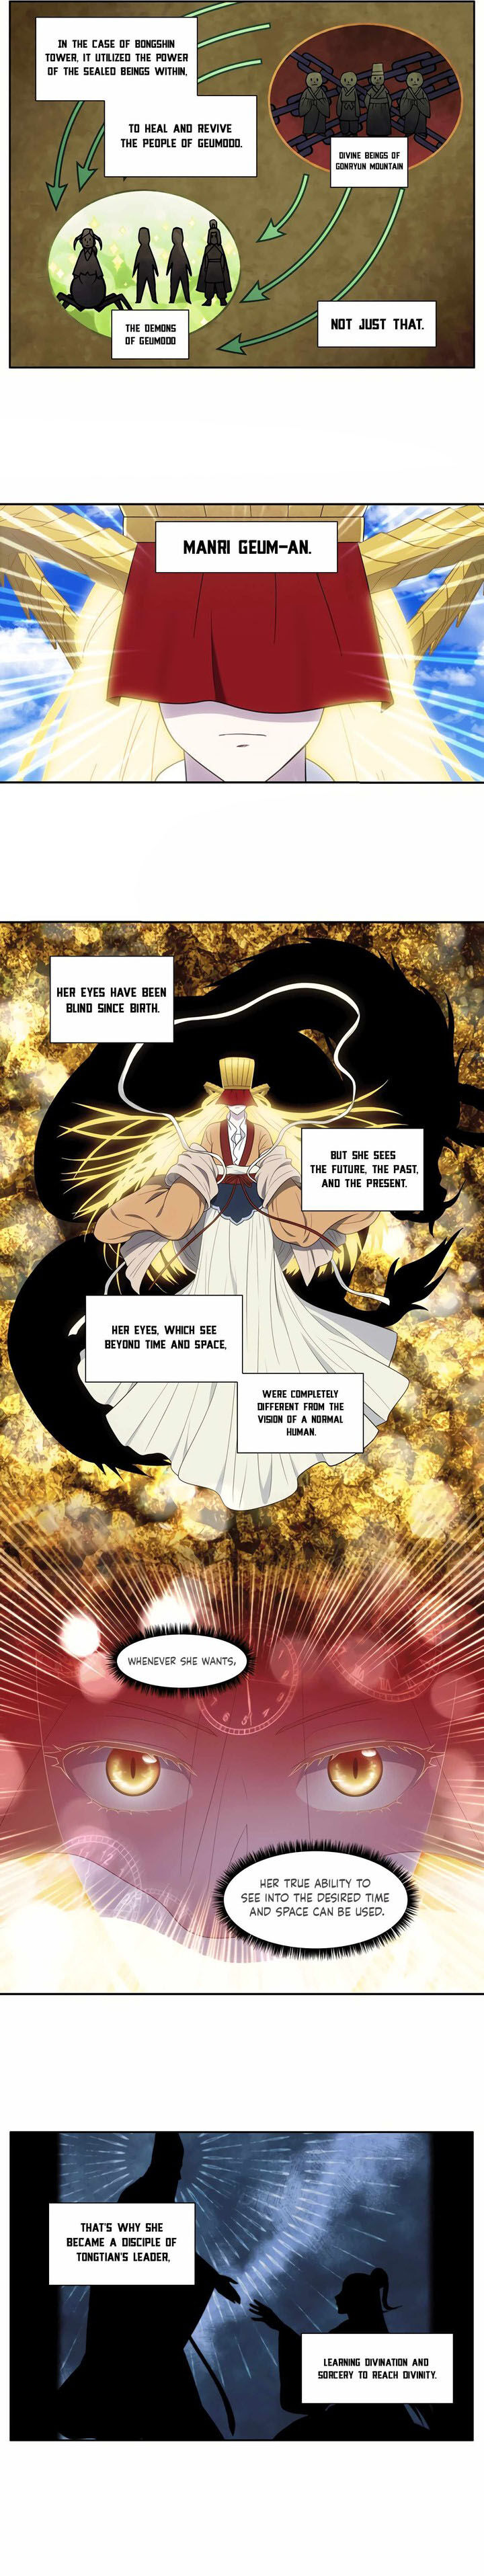 IN THE CASE OF BONGSHIN
TOWER, IT UTILIZED THE POWER
OF THE SEALED BEINGS WITHIN,
TO HEAL AND REVIVE
THE PEOPLE OF GEUMODO.
DIVINE BEINGS OF
GONRYUN MOUNTAIN
THE DEMONS
OF GEUMODO
NOT JUST THAT.
MANRI GEUM-AN.
HER EYES HAVE BEEN
BLIND SINCE BIRTH.
BUT SHE SEES
THE FUTURE, THE PAST,
AND THE PRESENT.
HER EYES, WHICH SEE
BEYOND TIME AND SPACE,
WERE COMPLETELY
DIFFERENT FROM THE
VISION OF A NORMAL
HUMAN.
WHENEVER SHE WANTS,
HER TRUE ABILITY TO
SEE INTO THE DESIRED TIME
AND SPACE CAN BE USED.
THAT'S WHY SHE
BECAME A DISCIPLE OF
TONGTIAN'S LEADER,
LEARNING DIVINATION AND
SORCERY TO REACH DIVINITY.